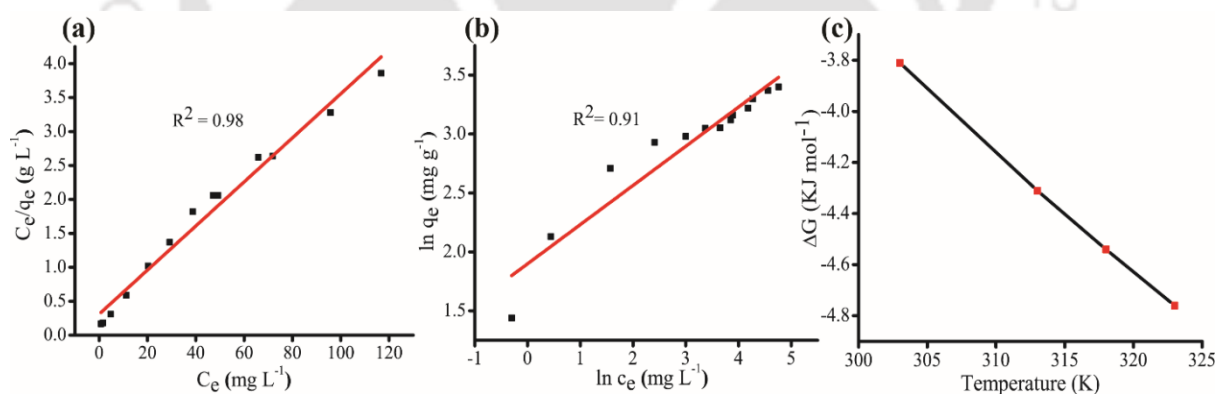 (a)
R² = 0.98
4.0
3.5
3.0
2.5
2.0
1.5
1.0
0.5
0.0
0 20 40 60 80 100 120
Cₑ/qₑ (g L⁻¹)
Cₑ (mg L⁻¹)
(b)
R² = 0.91
3.5
3.0
2.5
2.0
1.5
-1 0 1 2 3 4 5
ln qₑ (mg g⁻¹)
ln cₑ (mg L⁻¹)
(c)
-3.8
-4.0
-4.2
-4.4
-4.6
-4.8
300 305 310 315 320 325
ΔG (KJ mol⁻¹)
Temperature (K)